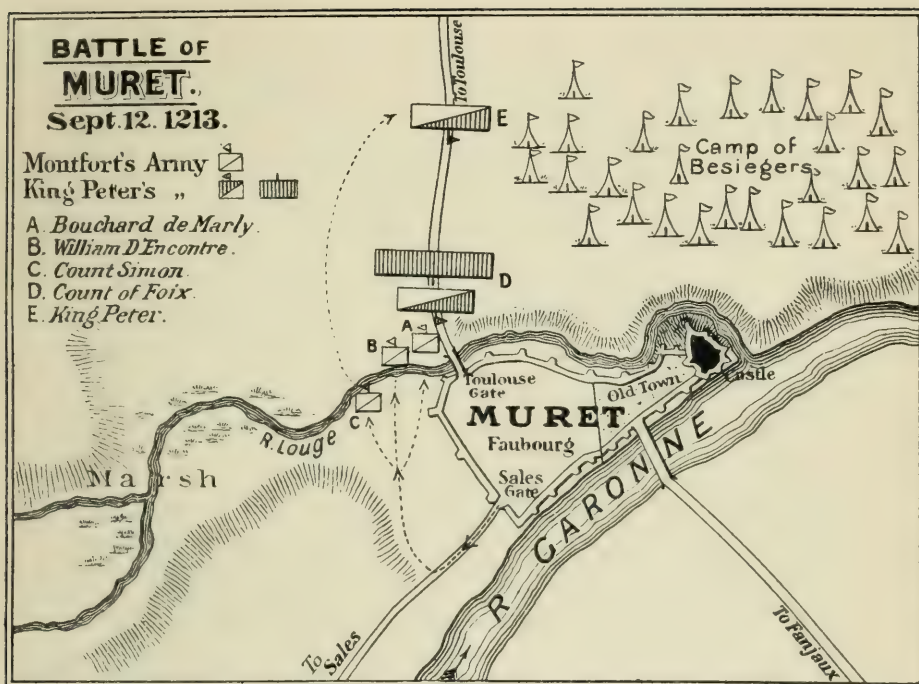 BATTLE OF
MURET.
Sept. 12. 1213.
Montfort's Army
King Peter's „
A. Bouchard de Marly.
B. William D'Encontre.
C. Count Simon
D. Count of Foix.
E. King Peter.
To Toulouse
E
Camp of
Besiegers
D
A
B
C
Toulouse
Gate
Old Town
Castle
MURET
Faubourg
Sales
Gate
R. Louge
Marsh
R GARONNE
To
Sales
To Fanjaux